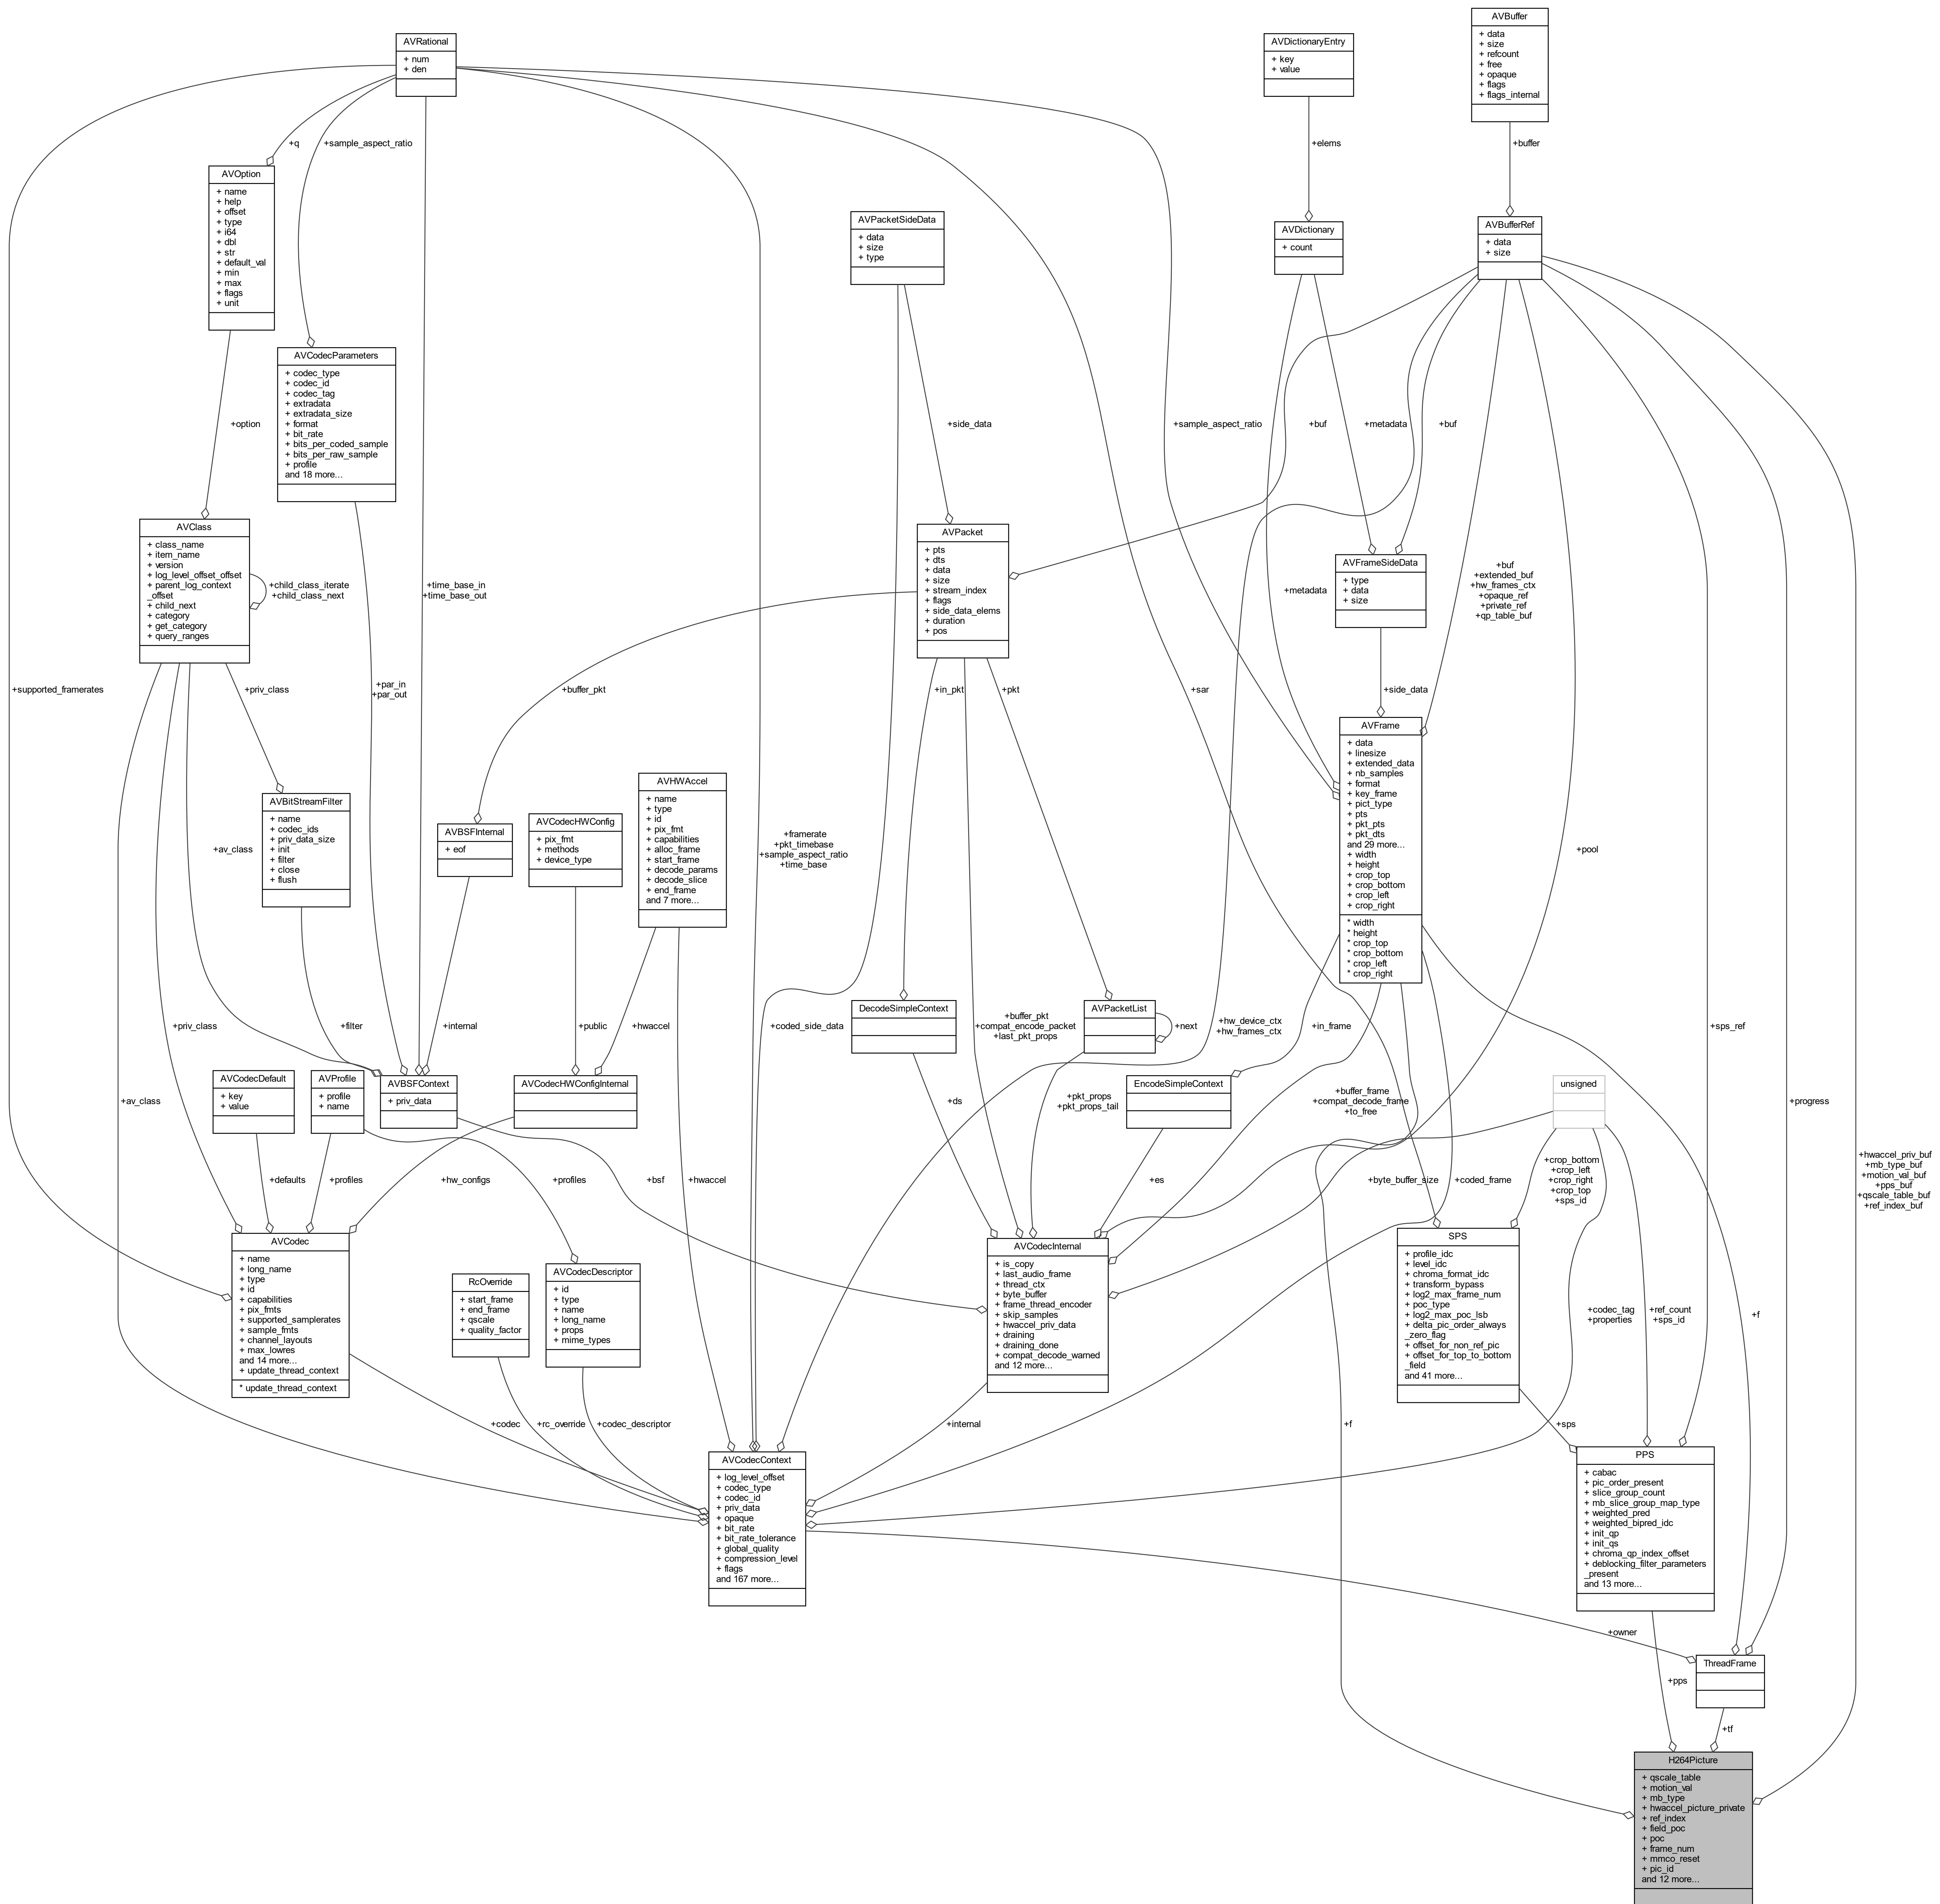 AVBuffer
+ data
+ size
+ refcount
+ free
+ opaque
+ flags
+ flags_internal
AVRational
+ num
+ den
AVDictionaryEntry
+ key
+ value
+q
+sample_aspect_ratio
+elems
+buffer
AVOption
+ name
+ help
+ offset
+ type
+ i64
+ dbl
+ str
+ default_val
+ min
+ max
+ flags
+ unit
AVPacketSideData
+ data
+ size
+ type
AVDictionary
+ count
AVBufferRef
+ data
+ size
AVCodecParameters
+ codec_type
+ codec_id
+ codec_tag
+ extradata
+ extradata_size
+ format
+ bit_rate
+ bits_per_coded_sample
+ bits_per_raw_sample
+ profile
and 18 more...
+option
+side_data
+sample_aspect_ratio
+buf
+metadata
+buf
AVClass
+ class_name
+ item_name
+ version
+ log_level_offset_offset
+ parent_log_context
_offset
+ child_next
+ category
+ get_category
+ query_ranges
+child_class_iterate
+child_class_next
+time_base_in
+time_base_out
AVPacket
+ pts
+ dts
+ data
+ size
+ stream_index
+ flags
+ side_data_elems
+ duration
+ pos
+metadata
AVFrameSideData
+ type
+ data
+ size
+buf
+extended_buf
+hw_frames_ctx
+opaque_ref
+private_ref
+qp_table_buf
+supported_framerates
+priv_class
+par_in
+par_out
+buffer_pkt
+in_pkt
+pkt
+sar
+side_data
AVFrame
+ data
+ linesize
+ extended_data
+ nb_samples
+ format
+ key_frame
+ pict_type
+ pts
+ pkt_pts
+ pkt_dts
and 29 more...
+ width
+ height
+ crop_top
+ crop_bottom
+ crop_left
+ crop_right
* width
* height
* crop_top
* crop_bottom
* crop_left
* crop_right
AVBitStreamFilter
+ name
+ codec_ids
+ priv_data_size
+ init
+ filter
+ close
+ flush
+av_class
AVBSFInternal
+ eof
AVCodecHWConfig
+ pix_fmt
+ methods
+ device_type
AVHWAccel
+ name
+ type
+ id
+ pix_fmt
+ capabilities
+ alloc_frame
+ start_frame
+ decode_params
+ decode_slice
+ end_frame
and 7 more...
+framerate
+pkt_timebase
+sample_aspect_ratio
+time_base
+pool
+priv_class
+filter
+internal
+public
+hwaccel
+coded_side_data
DecodeSimpleContext
+buffer_pkt
+compat_encode_packet
+last_pkt_props
AVPacketList
+next
+hw_device_ctx
+hw_frames_ctx
+in_frame
+sps_ref
AVCodecDefault
+ key
+ value
AVProfile
+ profile
+ name
AVBSFContext
+ priv_data
AVCodecHWConfigInternal
EncodeSimpleContext
unsigned
+av_class
+ds
+pkt_props
+pkt_props_tail
+buffer_frame
+compat_decode_frame
+to_free
+progress
+defaults
+profiles
+hw_configs
+profiles
+bsf
+hwaccel
+es
+byte_buffer_size
+coded_frame
+crop_bottom
+crop_left
+crop_right
+crop_top
+sps_id
+hwaccel_priv_buf
+mb_type_buf
+motion_val_buf
+pps_buf
+qscale_table_buf
+ref_index_buf
AVCodec
+ name
+ long_name
+ type
+ id
+ capabilities
+ pix_fmts
+ supported_samplerates
+ sample_fmts
+ channel_layouts
+ max_lowres
and 14 more...
+ update_thread_context
* update_thread_context
RcOverride
+ start_frame
+ end_frame
+ qscale
+ quality_factor
AVCodecDescriptor
+ id
+ type
+ name
+ long_name
+ props
+ mime_types
AVCodecInternal
+ is_copy
+ last_audio_frame
+ thread_ctx
+ byte_buffer
+ frame_thread_encoder
+ skip_samples
+ hwaccel_priv_data
+ draining
+ draining_done
+ compat_decode_warned
and 12 more...
SPS
+ profile_idc
+ level_idc
+ chroma_format_idc
+ transform_bypass
+ log2_max_frame_num
+ poc_type
+ log2_max_poc_lsb
+ delta_pic_order_always
_zero_flag
+ offset_for_non_ref_pic
+ offset_for_top_to_bottom
_field
and 41 more...
+codec_tag
+properties
+ref_count
+sps_id
+f
+codec
+rc_override
+codec_descriptor
+internal
+f
+sps
AVCodecContext
+ log_level_offset
+ codec_type
+ codec_id
+ priv_data
+ opaque
+ bit_rate
+ bit_rate_tolerance
+ global_quality
+ compression_level
+ flags
and 167 more...
PPS
+ cabac
+ pic_order_present
+ slice_group_count
+ mb_slice_group_map_type
+ weighted_pred
+ weighted_bipred_idc
+ init_qp
+ init_qs
+ chroma_qp_index_offset
+ deblocking_filter_parameters
_present
and 13 more...
+owner
ThreadFrame
+pps
+tf
H264Picture
+ qscale_table
+ motion_val
+ mb_type
+ hwaccel_picture_private
+ ref_index
+ field_poc
+ poc
+ frame_num
+ mmco_reset
+ pic_id
and 12 more...